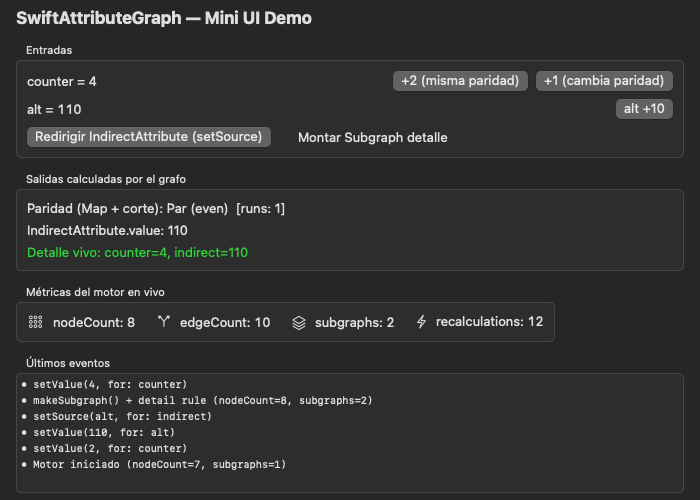 SwiftAttributeGraph — Mini UI Demo
Entradas
counter = 4 +2 (misma paridad) +1 (cambia paridad)
alt = 110 alt +10
Redirigir IndirectAttribute (setSource) Montar Subgraph detalle
Salidas calculadas por el grafo
Paridad (Map + corte): Par (even) [runs: 1]
IndirectAttribute.value: 110
Detalle vivo: counter=4, indirect=110
Métricas del motor en vivo
nodeCount: 8 edgeCount: 10 subgraphs: 2 recalculations: 12
Últimos eventos
• setValue(4, for: counter)
• makeSubgraph() + detail rule (nodeCount=8, subgraphs=2)
• setSource(alt, for: indirect)
• setValue(110, for: alt)
• setValue(2, for: counter)
• Motor iniciado (nodeCount=7, subgraphs=1)